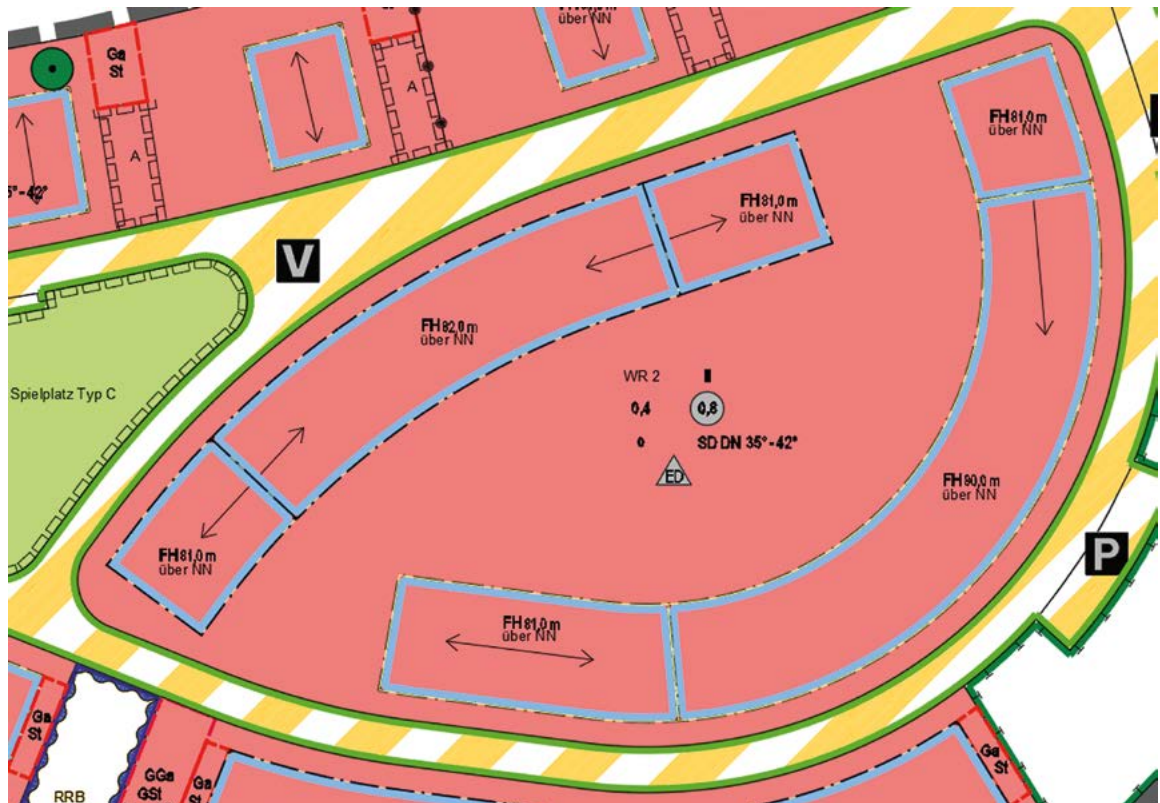 Ga
St
über NN
A
A
5°-42°
FH81,0m
über NN
FH81,0m
über NN
V
FH82,0m
über NN
Spielplatz Typ C
WR 2
0,4
0,8
0
SD DN 35°-42°
ED
FH90,0m
über NN
P
FH81,0m
über NN
FH81,0m
über NN
Ga
St
GGa
GSt
Ga
St
Ga
St
RRB